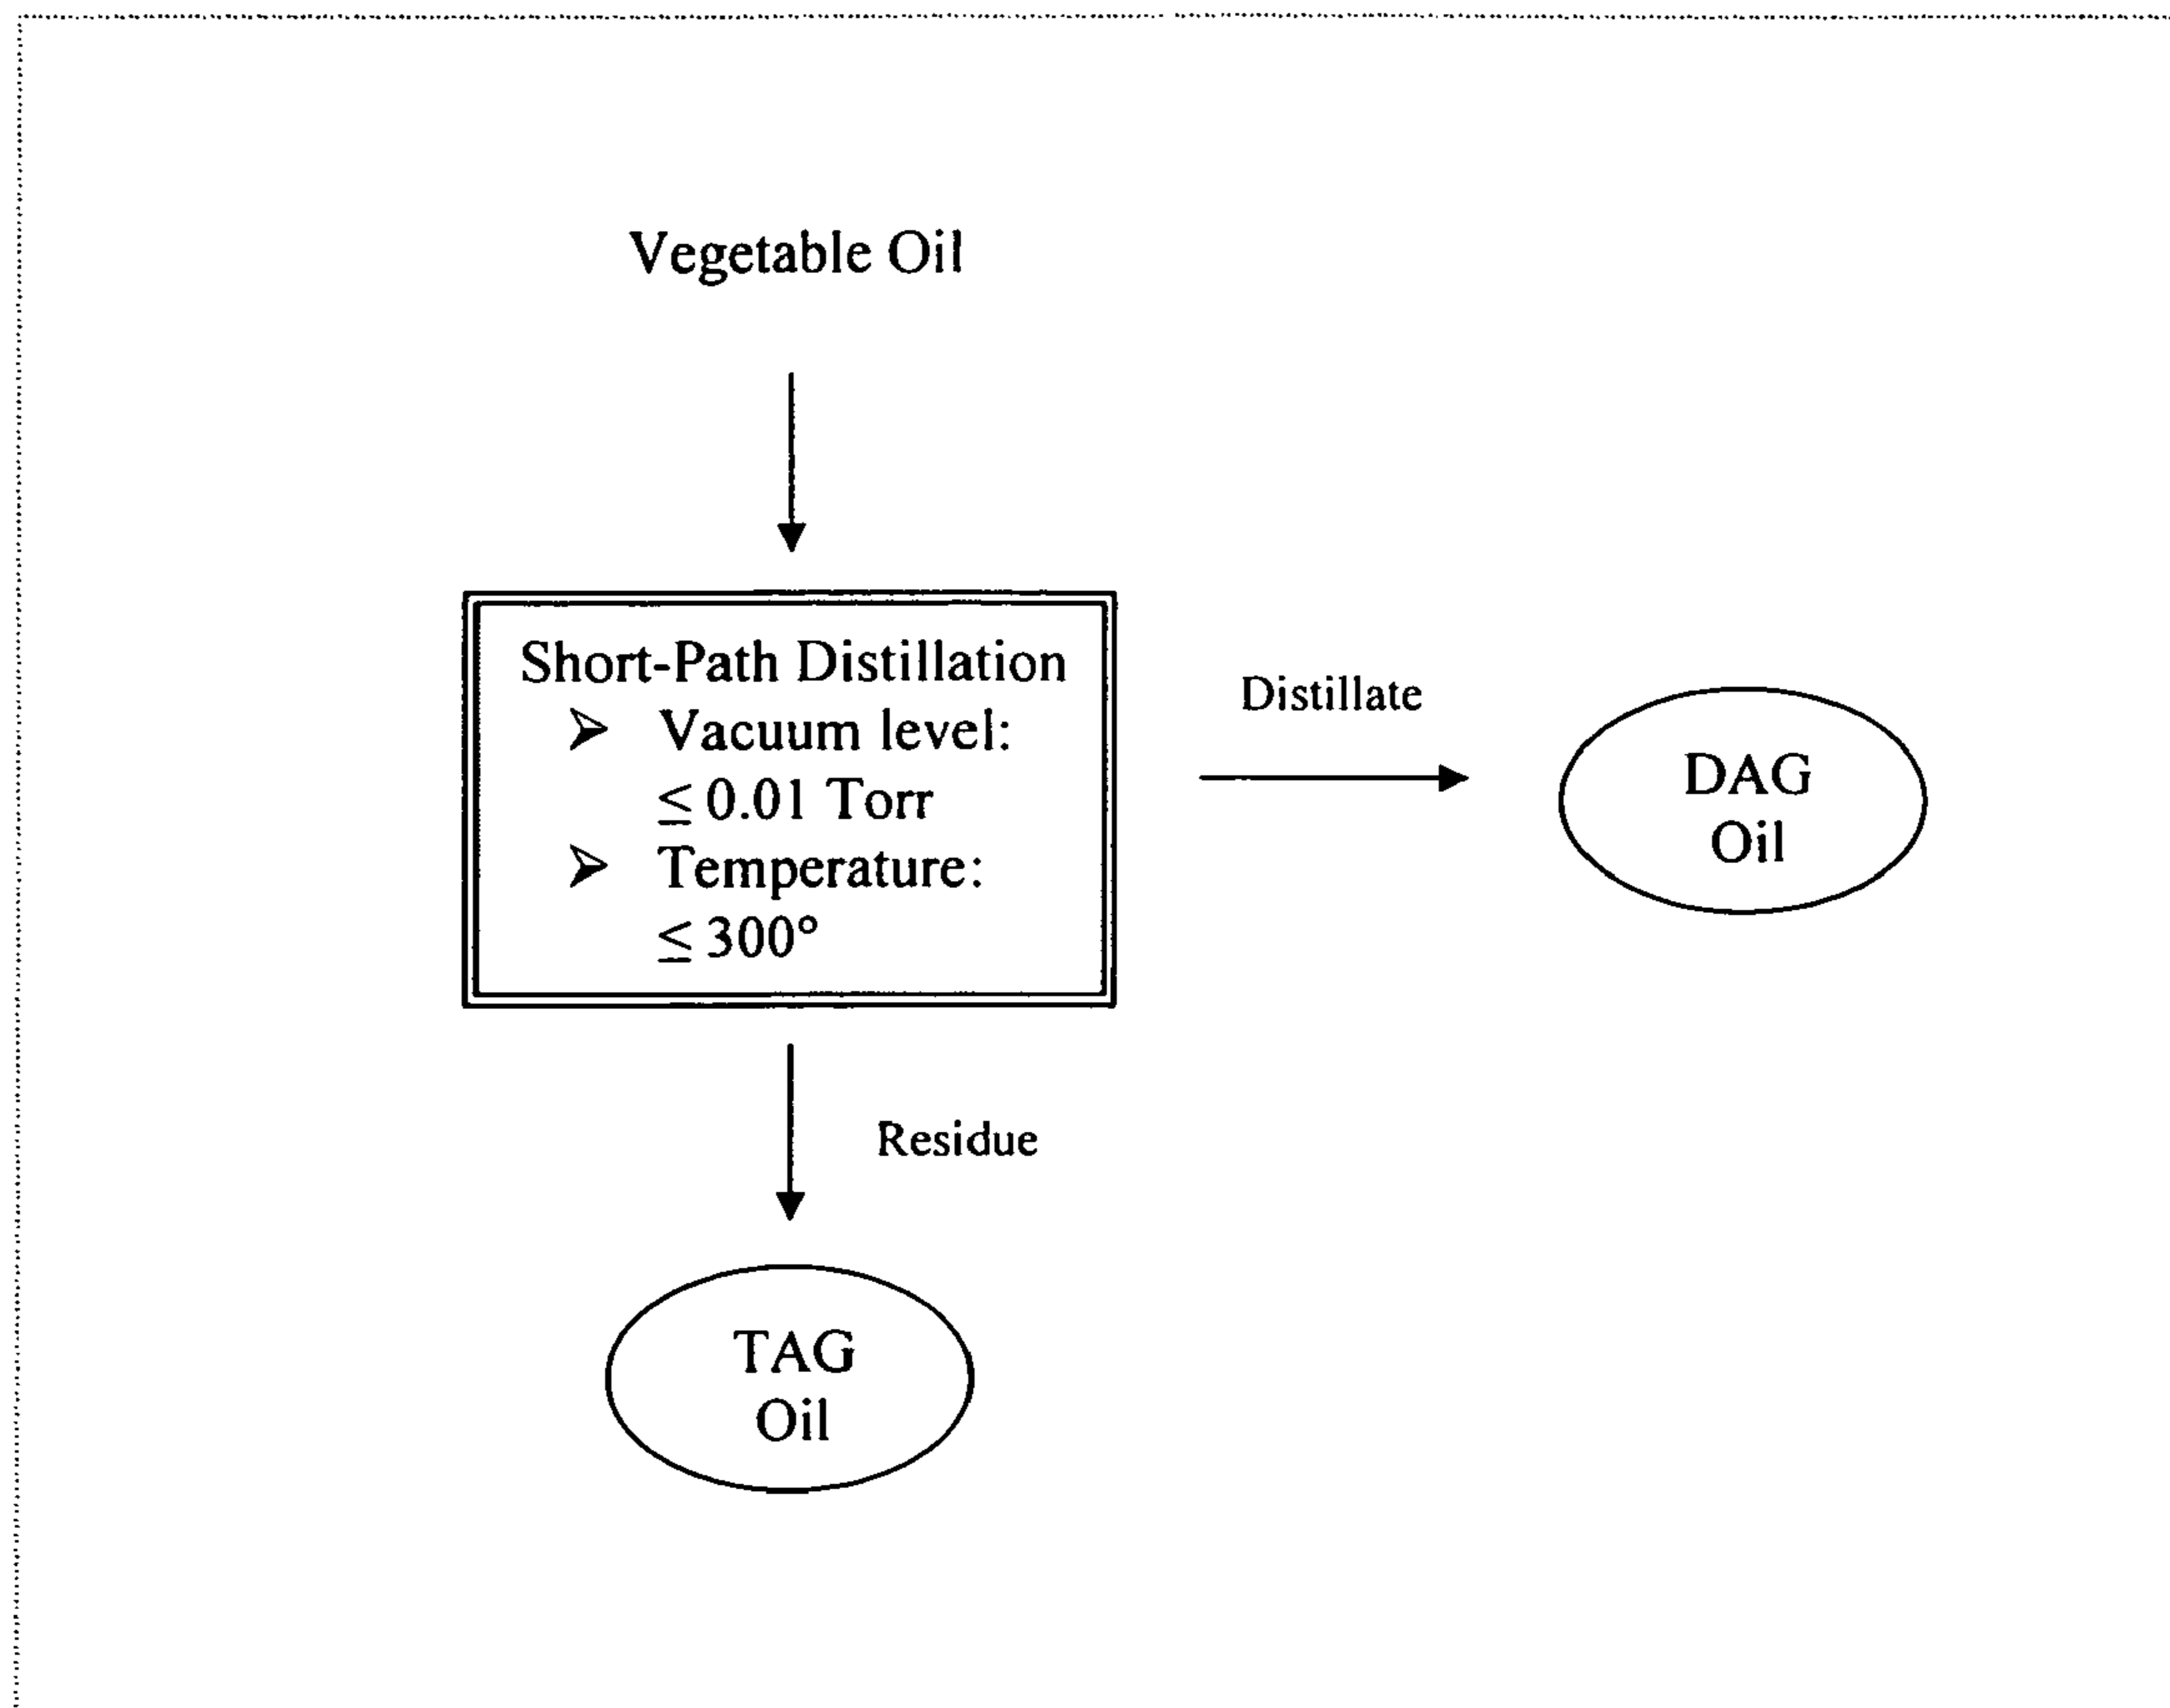 Vegetable Oil
Short-Path Distillation
➢ Vacuum level:
≤ 0.01 Torr
➢ Temperature:
≤ 300°
Distillate
DAG
Oil
Residue
TAG
Oil